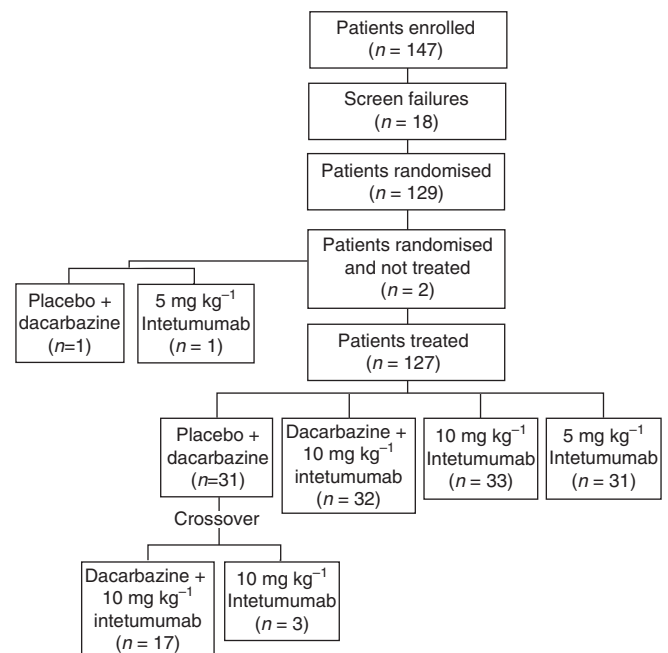 Patients enrolled
(n = 147)
Screen failures
(n = 18)
Patients randomised
(n = 129)
Patients randomised
and not treated
(n = 2)
Placebo +
dacarbazine
(n=1)
5 mg kg⁻¹
Intetumumab
(n = 1)
Patients treated
(n = 127)
Placebo +
dacarbazine
(n=31)
Dacarbazine +
10 mg kg⁻¹
intetumumab
(n = 32)
10 mg kg⁻¹
Intetumumab
(n = 33)
5 mg kg⁻¹
Intetumumab
(n = 31)
Crossover
Dacarbazine +
10 mg kg⁻¹
intetumumab
(n = 17)
10 mg kg⁻¹
Intetumumab
(n = 3)